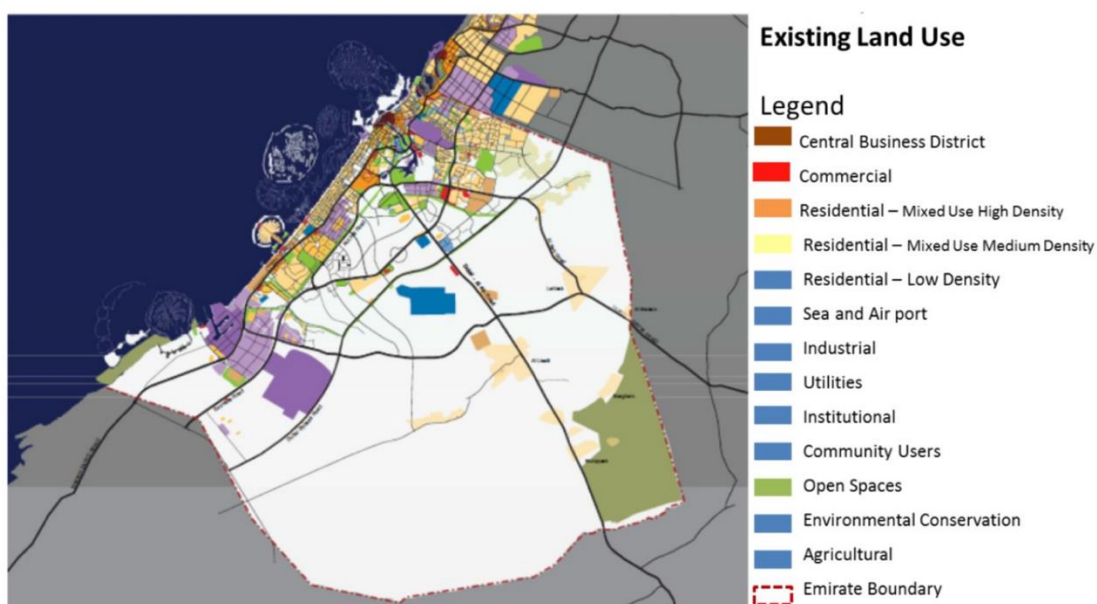 Existing Land Use
Legend
Central Business District
Commercial
Residential – Mixed Use High Density
Residential – Mixed Use Medium Density
Residential – Low Density
Sea and Air port
Industrial
Utilities
Institutional
Community Users
Open Spaces
Environmental Conservation
Agricultural
Emirate Boundary